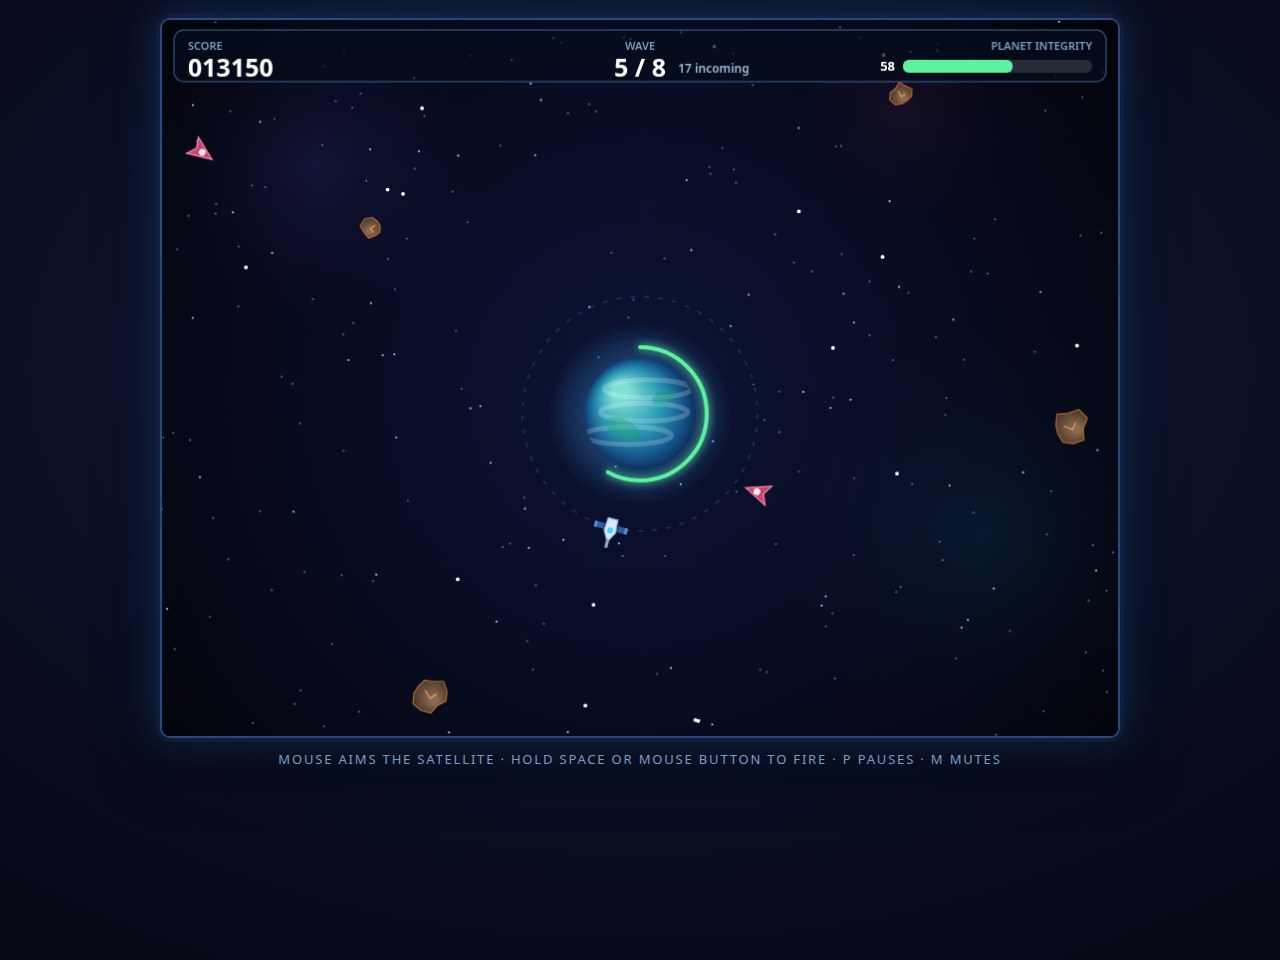 SCORE
013150
WAVE
5 / 8 17 incoming
PLANET INTEGRITY
58
MOUSE AIMS THE SATELLITE · HOLD SPACE OR MOUSE BUTTON TO FIRE · P PAUSES · M MUTES